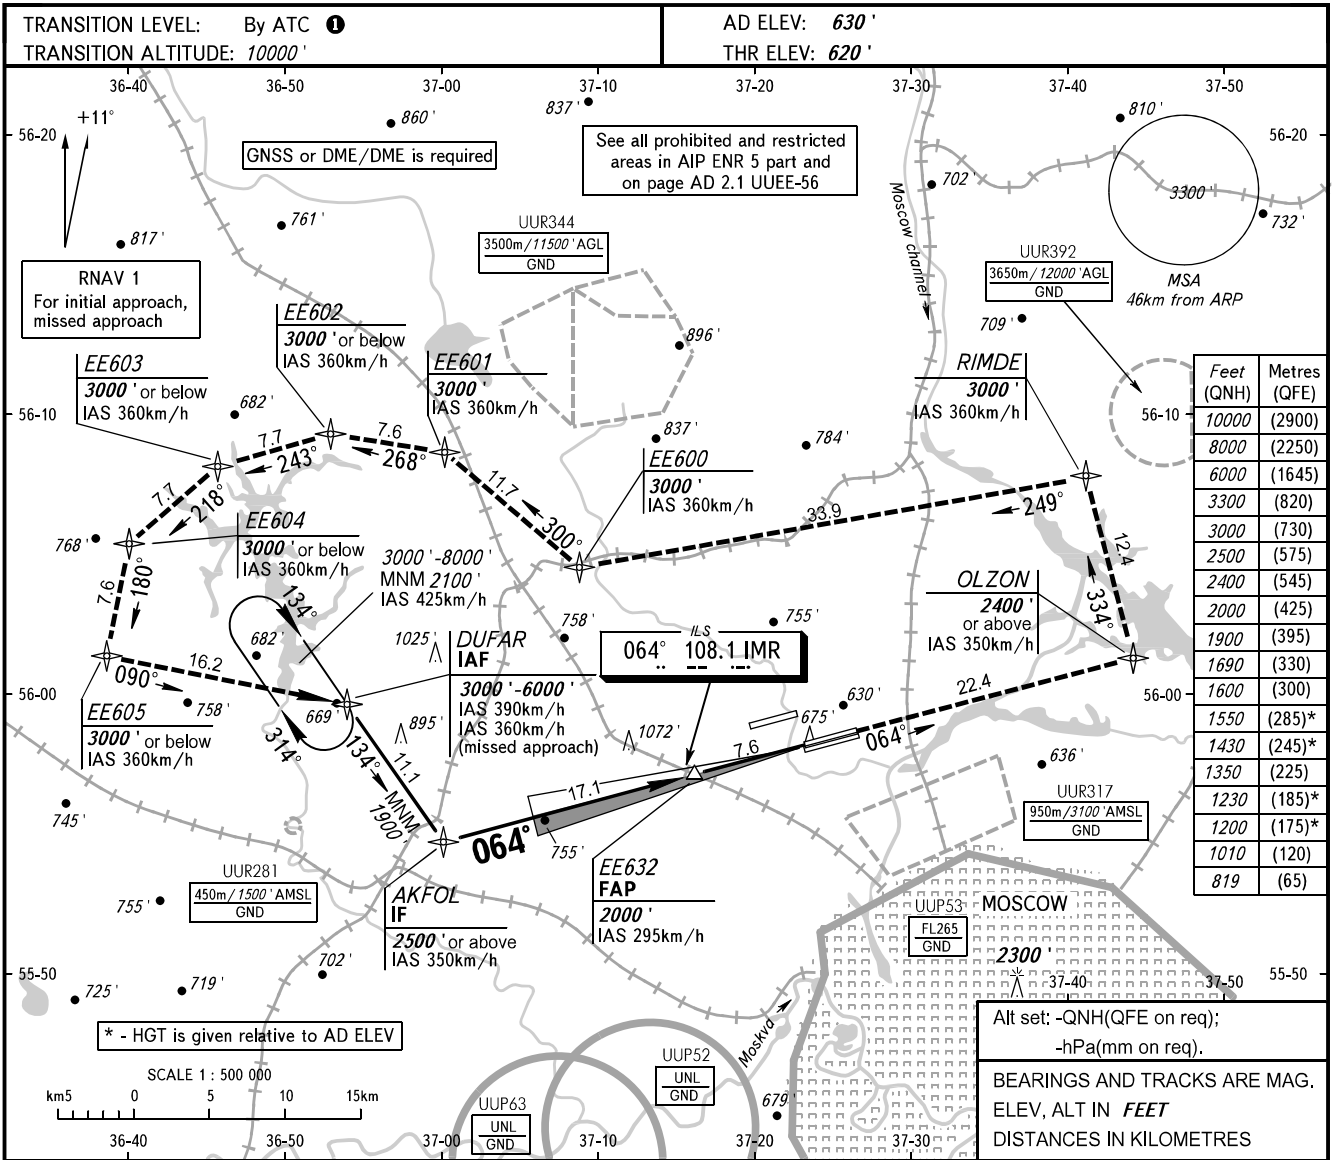 TRANSITION LEVEL: By ATC ❶
TRANSITION ALTITUDE: 10000 '
AD ELEV: 630 '
THR ELEV: 620 '
36-40 36-50 37-00 37-10 37-20 37-30 37-40 37-50
+11°
56-20
56-20
860 '
837 '
810 '
GNSS or DME/DME is required
See all prohibited and restricted
areas in AIP ENR 5 part and
on page AD 2.1 UUEE-56
702 '
3300 '
732 '
MSA
46km from ARP
Moscow channel
761 '
817 '
UUR344
3500m/11500 'AGL
GND
UUR392
3650m/12000 'AGL
GND
RNAV 1
For initial approach,
missed approach
EE602
3000 ' or below
IAS 360km/h
709 '
896 '
EE603
3000 ' or below
IAS 360km/h
EE601
3000 '
IAS 360km/h
RIMDE
3000 '
IAS 360km/h
Feet Metres
(QNH) (QFE)
10000 (2900)
8000 (2250)
6000 (1645)
3300 (820)
3000 (730)
2500 (575)
2400 (545)
2000 (425)
1900 (395)
1690 (330)
1600 (300)
1550 (285)*
1430 (245)*
1350 (225)
1230 (185)*
1200 (175)*
1010 (120)
819 (65)
56-10
56-10
682 '
837 '
784 '
7.7
243°
7.6
268°
EE600
3000 '
IAS 360km/h
7.7
218°
11.7
300°
33.9
249°
EE604
3000 ' or below
IAS 360km/h
768 '
3000 '-8000 '
MNM 2100 '
IAS 425km/h
12.4
334°
OLZON
2400 '
or above
IAS 350km/h
7.6
180°
134°
682 '
758 '
755 '
1025 '
DUFAR
IAF
3000 '-6000 '
IAS 390km/h
IAS 360km/h
(missed approach)
ILS
064° 108.1 IMR
16.2
090°
22.4
56-00
56-00
758 '
669 '
630 '
675 '
EE605
3000 ' or below
IAS 360km/h
895 '
1072 '
314°
134°
11.1
MNM
1900 '
7.6
064°
636 '
17.1
UUR317
950m/3100 'AMSL
GND
745 '
064°
755 '
UUR281
450m/1500 'AMSL
GND
AKFOL
IF
2500 ' or above
IAS 350km/h
EE632
FAP
2000 '
IAS 295km/h
755 '
UUP53
FL265
GND
MOSCOW
2300 '
55-50
55-50
702 '
719 '
725 '
37-40
37-50
* - HGT is given relative to AD ELEV
Alt set: -QNH(QFE on req);
-hPa(mm on req).
SCALE 1 : 500 000
km5 0 5 10 15km
UUP52
UNL
GND
Moskva
UUP63
UNL
GND
679 '
BEARINGS AND TRACKS ARE MAG.
ELEV, ALT IN FEET
DISTANCES IN KILOMETRES
36-40 36-50 37-00 37-10 37-20 37-30